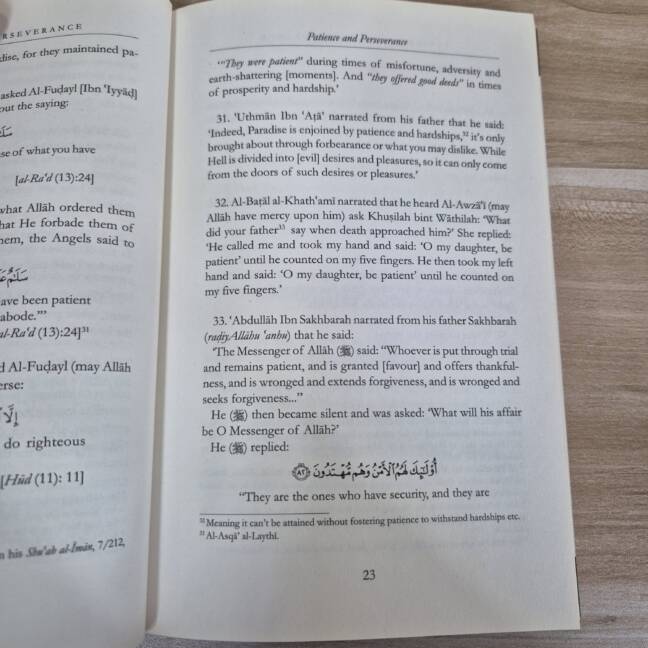 ERSEVERANCE
dise, for they maintained pa-
asked Al-Fuḍayl [Ibn 'Iyyāḍ]
out the saying:
se of what you have
[al-Ra'd (13):24]
what Allāh ordered them
hat He forbade them of
hem, the Angels said to
ave been patient
abode."'
al-Ra'd (13):24]³¹
d Al-Fuḍayl (may Allāh
erse:
إِلَّا
do righteous
[Hūd (11): 11]
n his Shu'ab al-Īmān, 7/212,
Patience and Perseverance
'"They were patient" during times of misfortune, adversity and
earth-shattering [moments]. And "they offered good deeds" in times
of prosperity and hardship.'
31. 'Uthmān Ibn 'Aṭā' narrated from his father that he said:
'Indeed, Paradise is enjoined by patience and hardships,³² it's only
brought about through forbearance or what you may dislike. While
Hell is divided into [evil] desires and pleasures, so it can only come
from the doors of such desires or pleasures.'
32. Al-Baṭāl al-Khath'amī narrated that he heard Al-Awzā'ī (may
Allāh have mercy upon him) ask Khuṣilah bint Wāthilah: 'What
did your father³³ say when death approached him?' She replied:
'He called me and took my hand and said: 'O my daughter, be
patient' until he counted on my five fingers. He then took my left
hand and said: 'O my daughter, be patient' until he counted on
my five fingers.'
33. 'Abdullāh Ibn Sakhbarah narrated from his father Sakhbarah
(raḍiyAllāhu 'anhu) that he said:
'The Messenger of Allāh (ﷺ) said: "Whoever is put through trial
and remains patient, and is granted [favour] and offers thankful-
ness, and is wronged and extends forgiveness, and is wronged and
seeks forgiveness..."
He (ﷺ) then became silent and was asked: 'What will his affair
be O Messenger of Allāh?'
He (ﷺ) replied:
أُوْلَـٰٓئِكَ لَهُمُ ٱلْأَمْنُ وَهُم مُّهْتَدُونَ ﴿٨٢﴾
"They are the ones who have security, and they are
³² Meaning it can't be attained without fostering patience to withstand hardships etc.
³³ Al-Asqā' al-Laythī.
23